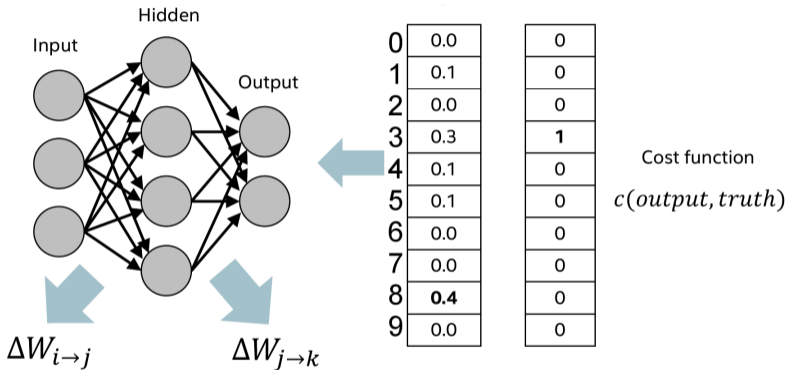 Hidden
Input
Output
0 0.0 0
1 0.1 0
2 0.0 0
3 0.3 1
4 0.1 0
5 0.1 0
6 0.0 0
7 0.0 0
8 0.4 0
9 0.0 0
Cost function
c(output, truth)
ΔW_{i→j}
ΔW_{j→k}